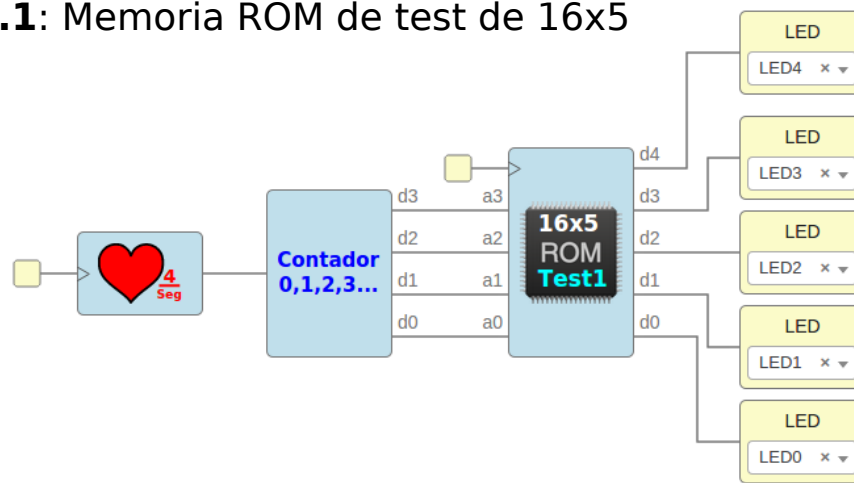 .1: Memoria ROM de test de 16x5
LED
LED4 ×
d4
LED
LED3 ×
d3
a3
d3
16x5
ROM
Test1
LED
LED2 ×
d2
a2
d2
Contador
0,1,2,3...
4
Seg
d1
a1
d1
LED
LED1 ×
d0
a0
d0
LED
LED0 ×